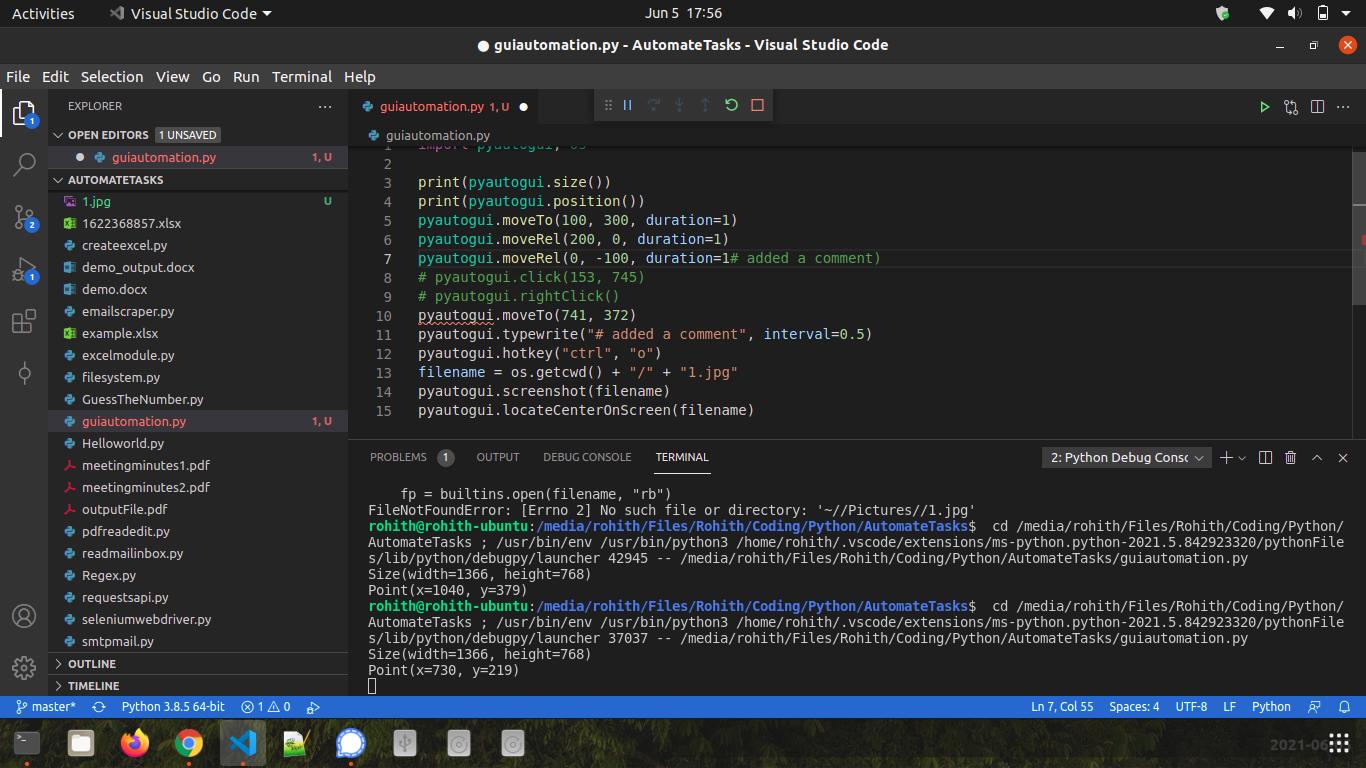 Activities Visual Studio Code Jun 5 17:56
guiautomation.py - AutomateTasks - Visual Studio Code
File Edit Selection View Go Run Terminal Help
EXPLORER
OPEN EDITORS 1 UNSAVED
guiautomation.py 1, U
AUTOMATETASKS
1.jpg U
1622368857.xlsx
createexcel.py
demo_output.docx
demo.docx
emailscraper.py
example.xlsx
excelmodule.py
filesystem.py
GuessTheNumber.py
guiautomation.py 1, U
Helloworld.py
meetingminutes1.pdf
meetingminutes2.pdf
outputFile.pdf
pdfreadedit.py
readmailinbox.py
Regex.py
requestsapi.py
seleniumwebdriver.py
smtpmail.py
OUTLINE
TIMELINE
1
2
1
guiautomation.py 1, U
guiautomation.py
1 import pyautogui, os
2
3 print(pyautogui.size())
4 print(pyautogui.position())
5 pyautogui.moveTo(100, 300, duration=1)
6 pyautogui.moveRel(200, 0, duration=1)
7 pyautogui.moveRel(0, -100, duration=1# added a comment)
8 # pyautogui.click(153, 745)
9 # pyautogui.rightClick()
10 pyautogui.moveTo(741, 372)
11 pyautogui.typewrite("# added a comment", interval=0.5)
12 pyautogui.hotkey("ctrl", "o")
13 filename = os.getcwd() + "/" + "1.jpg"
14 pyautogui.screenshot(filename)
15 pyautogui.locateCenterOnScreen(filename)
PROBLEMS 1 OUTPUT DEBUG CONSOLE TERMINAL 2: Python Debug Consc
fp = builtins.open(filename, "rb")
FileNotFoundError: [Errno 2] No such file or directory: '~//Pictures//1.jpg'
rohith@rohith-ubuntu:/media/rohith/Files/Rohith/Coding/Python/AutomateTasks$ cd /media/rohith/Files/Rohith/Coding/Python/
AutomateTasks ; /usr/bin/env /usr/bin/python3 /home/rohith/.vscode/extensions/ms-python.python-2021.5.842923320/pythonFile
s/lib/python/debugpy/launcher 42945 -- /media/rohith/Files/Rohith/Coding/Python/AutomateTasks/guiautomation.py
Size(width=1366, height=768)
Point(x=1040, y=379)
rohith@rohith-ubuntu:/media/rohith/Files/Rohith/Coding/Python/AutomateTasks$ cd /media/rohith/Files/Rohith/Coding/Python/
AutomateTasks ; /usr/bin/env /usr/bin/python3 /home/rohith/.vscode/extensions/ms-python.python-2021.5.842923320/pythonFile
s/lib/python/debugpy/launcher 37037 -- /media/rohith/Files/Rohith/Coding/Python/AutomateTasks/guiautomation.py
Size(width=1366, height=768)
Point(x=730, y=219)
master* Python 3.8.5 64-bit 1 0 Ln 7, Col 55 Spaces: 4 UTF-8 LF Python